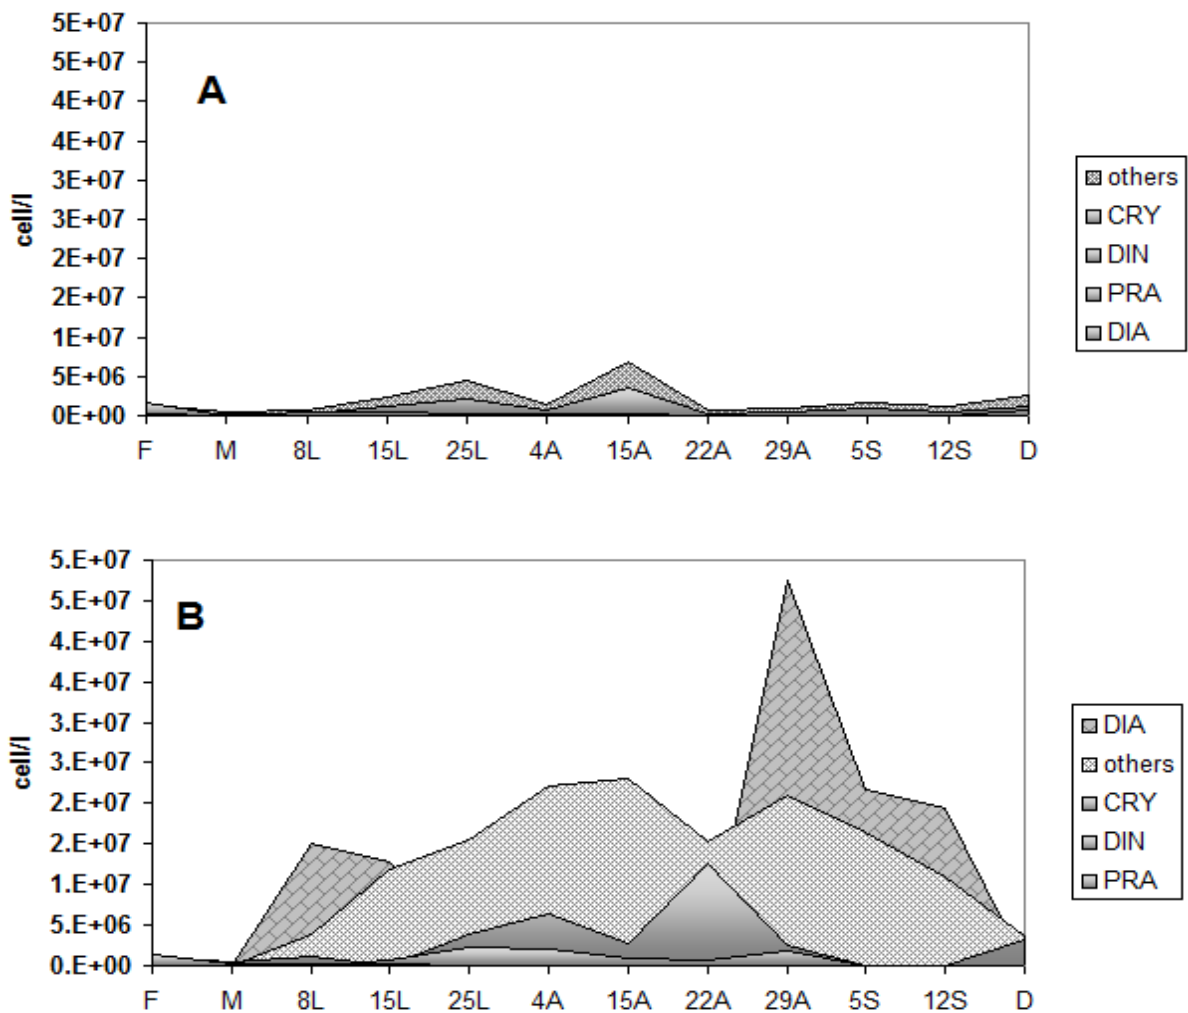 5E+07
5E+07
A
4E+07
4E+07
3E+07
3E+07
2E+07
2E+07
1E+07
5E+06
0E+00
cell/l
F M 8L 15L 25L 4A 15A 22A 29A 5S 12S D
others
CRY
DIN
PRA
DIA
5.E+07
5.E+07
B
4.E+07
4.E+07
3.E+07
3.E+07
2.E+07
2.E+07
1.E+07
5.E+06
0.E+00
cell/l
F M 8L 15L 25L 4A 15A 22A 29A 5S 12S D
DIA
others
CRY
DIN
PRA